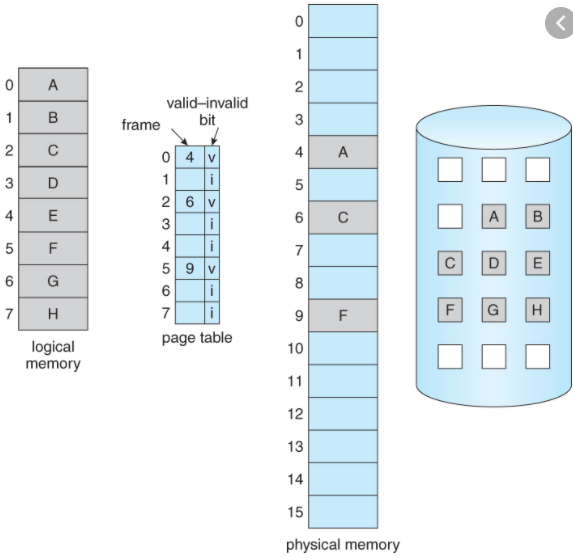 0 A
1 B
2 C
3 D
4 E
5 F
6 G
7 H
logical
memory
valid–invalid
bit
frame
0 4 v
1 i
2 6 v
3 i
4 i
5 9 v
6 i
7 i
page table
0
1
2
3
4 A
5
6 C
7
8
9 F
10
11
12
13
14
15
physical memory
A B
C D E
F G H